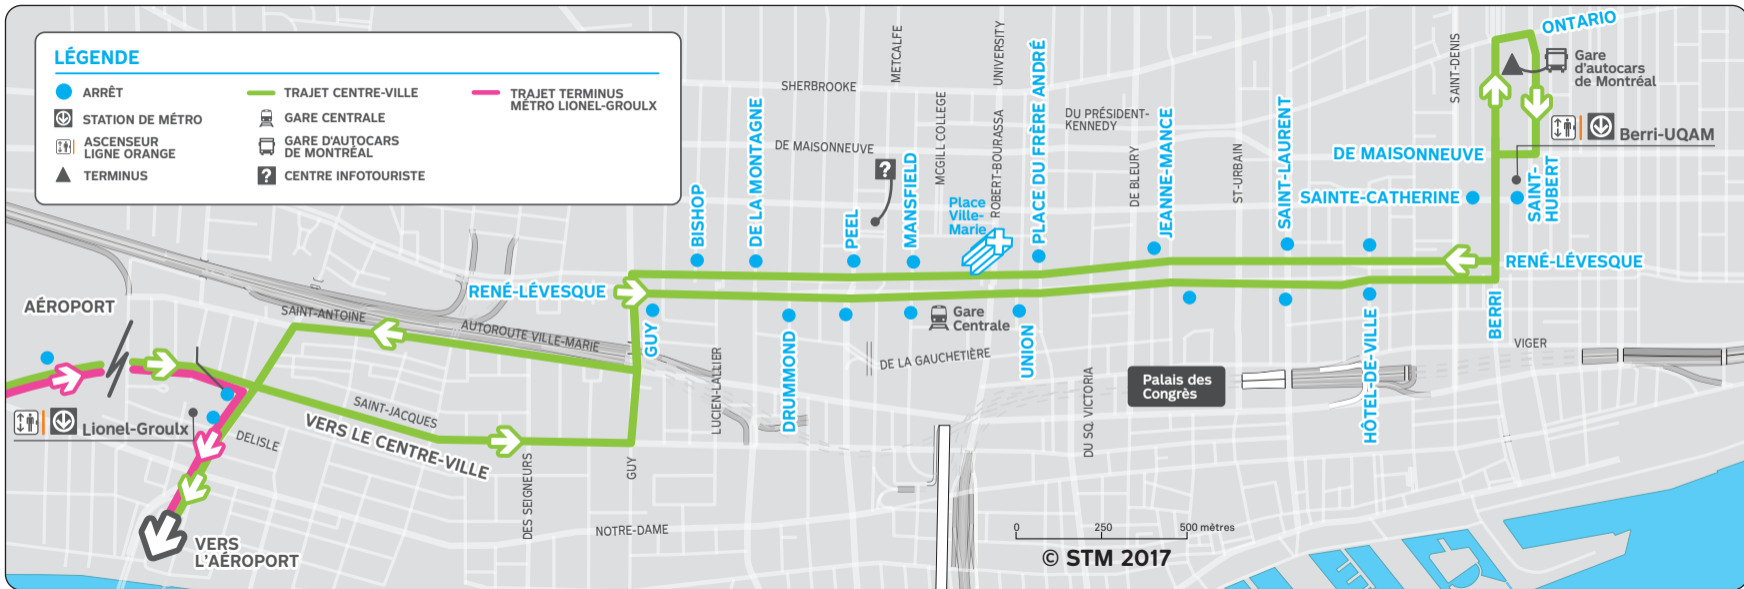 LÉGENDE
ARRÊT
STATION DE MÉTRO
ASCENSEUR
LIGNE ORANGE
TERMINUS
TRAJET CENTRE-VILLE
GARE CENTRALE
GARE D'AUTOCARS
DE MONTRÉAL
?
CENTRE INFOTOURISTE
TRAJET TERMINUS
MÉTRO LIONEL-GROULX
AÉROPORT
Lionel-Groulx
VERS
L'AÉROPORT
DELISLE
SAINT-ANTOINE
AUTOROUTE VILLE-MARIE
SAINT-JACQUES
VERS LE CENTRE-VILLE
DES SEIGNEURS
GUY
NOTRE-DAME
RENÉ-LÉVESQUE
GUY
BISHOP
LUCIEN-LALLIER
DE LA MONTAGNE
DRUMMOND
SHERBROOKE
DE MAISONNEUVE
?
PEEL
METCALFE
MANSFIELD
MCGILL COLLEGE
Place
Ville-
Marie
UNIVERSITY
ROBERT-BOURASSA
Gare
Centrale
DE LA GAUCHETIÈRE
PLACE DU FRÈRE ANDRÉ
UNION
DU PRÉSIDENT-
KENNEDY
DU SQ. VICTORIA
DE BLEURY
JEANNE-MANCE
Palais des
Congrès
ST-URBAIN
SAINT-LAURENT
HÔTEL-DE-VILLE
SAINTE-CATHERINE
DE MAISONNEUVE
SAINT-DENIS
ONTARIO
Gare
d'autocars
de Montréal
Berri-UQAM
SAINT-
HUBERT
RENÉ-LÉVESQUE
BERRI
VIGER
0 250 500 mètres
© STM 2017